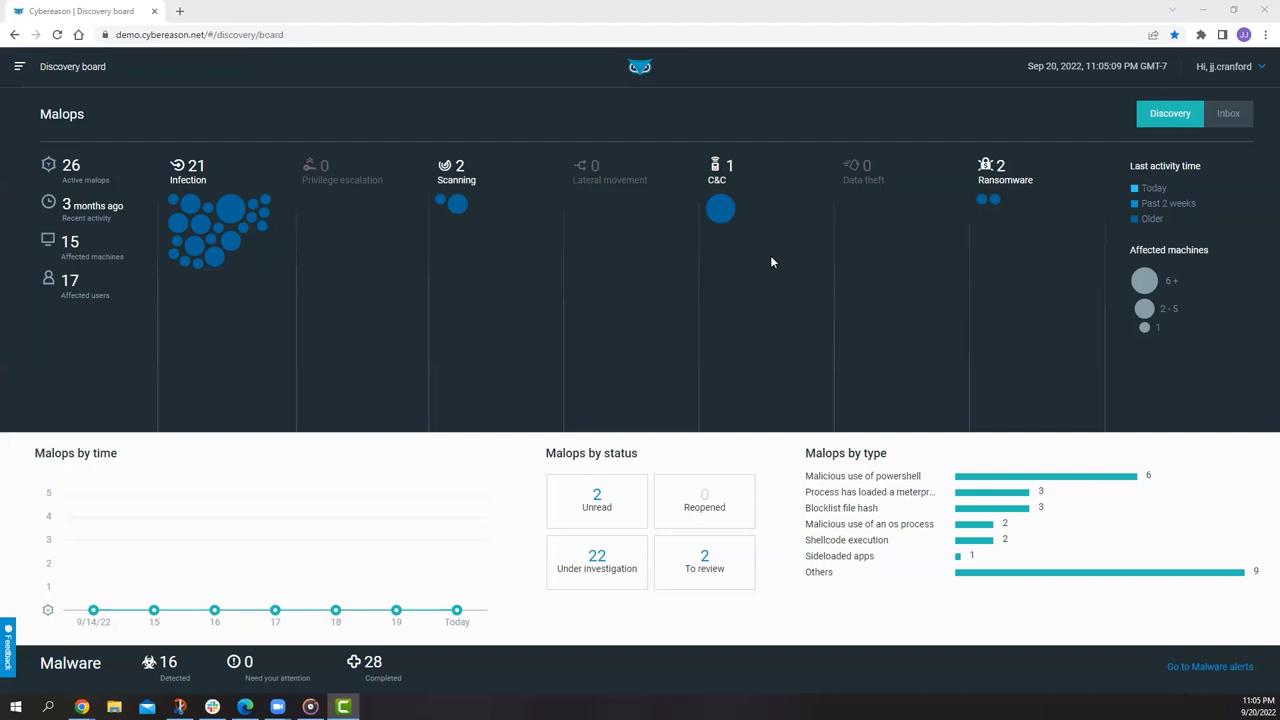 Cybereason | Discovery board
demo.cybereason.net/#/discovery/board
JJ
Discovery board
Sep 20, 2022, 11:05:09 PM GMT-7
Hi, jj.cranford
Malops
Discovery
Inbox
26
Active malops
3 months ago
Recent activity
15
Affected machines
17
Affected users
21
Infection
0
Privilege escalation
2
Scanning
0
Lateral movement
1
C&C
0
Data theft
2
Ransomware
Last activity time
Today
Past 2 weeks
Older
Affected machines
6 +
2 - 5
1
Malops by time
5
4
3
2
1
9/14/22 15 16 17 18 19 Today
Malops by status
2
Unread
0
Reopened
22
Under investigation
2
To review
Malops by type
Malicious use of powershell 6
Process has loaded a meterpr... 3
Blocklist file hash 3
Malicious use of an os process 2
Shellcode execution 2
Sideloaded apps 1
Others 9
Feedback
Malware
16
Detected
0
Need your attention
28
Completed
Go to Malware alerts
11:05 PM
9/20/2022